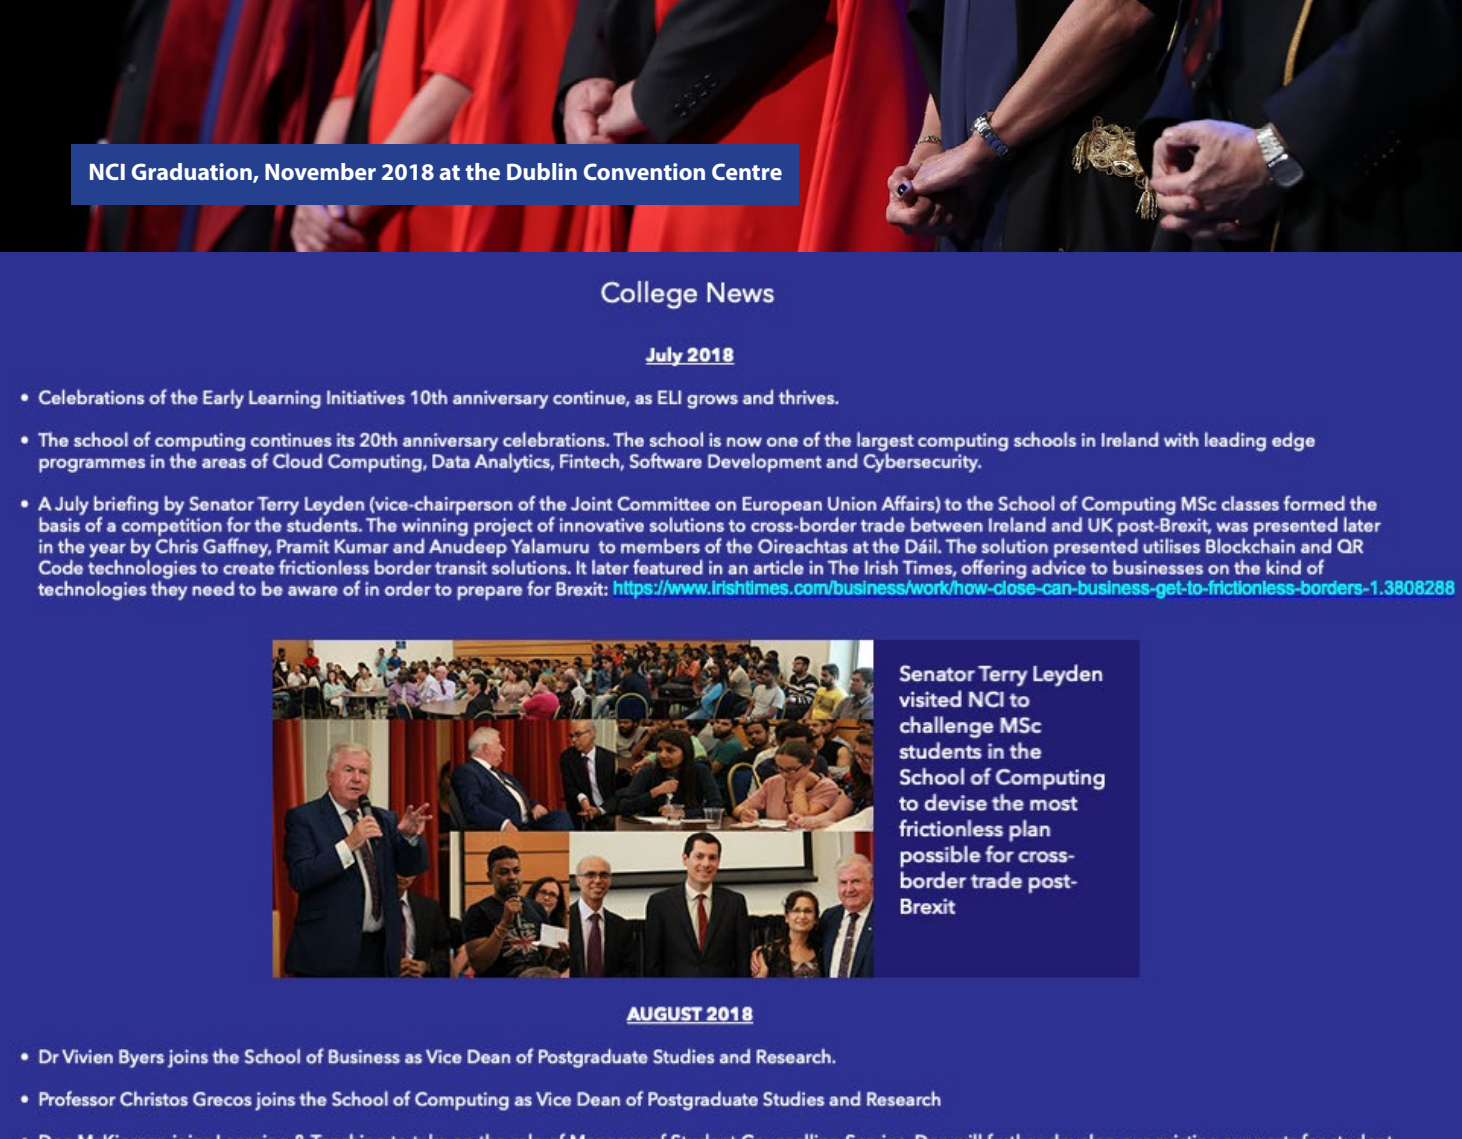 NCI Graduation, November 2018 at the Dublin Convention Centre
College News
July 2018
• Celebrations of the Early Learning Initiatives 10th anniversary continue, as ELI grows and thrives.
• The school of computing continues its 20th anniversary celebrations. The school is now one of the largest computing schools in Ireland with leading edge
programmes in the areas of Cloud Computing, Data Analytics, Fintech, Software Development and Cybersecurity.
• A July briefing by Senator Terry Leyden (vice-chairperson of the Joint Committee on European Union Affairs) to the School of Computing MSc classes formed the
basis of a competition for the students. The winning project of innovative solutions to cross-border trade between Ireland and UK post-Brexit, was presented later
in the year by Chris Gaffney, Pramit Kumar and Anudeep Yalamuru to members of the Oireachtas at the Dáil. The solution presented utilises Blockchain and QR
Code technologies to create frictionless border transit solutions. It later featured in an article in The Irish Times, offering advice to businesses on the kind of
technologies they need to be aware of in order to prepare for Brexit: https://www.irishtimes.com/business/work/how-close-can-business-get-to-frictionless-borders-1.3808288
Senator Terry Leyden
visited NCI to
challenge MSc
students in the
School of Computing
to devise the most
frictionless plan
possible for cross-
border trade post-
Brexit
AUGUST 2018
• Dr Vivien Byers joins the School of Business as Vice Dean of Postgraduate Studies and Research.
• Professor Christos Grecos joins the School of Computing as Vice Dean of Postgraduate Studies and Research